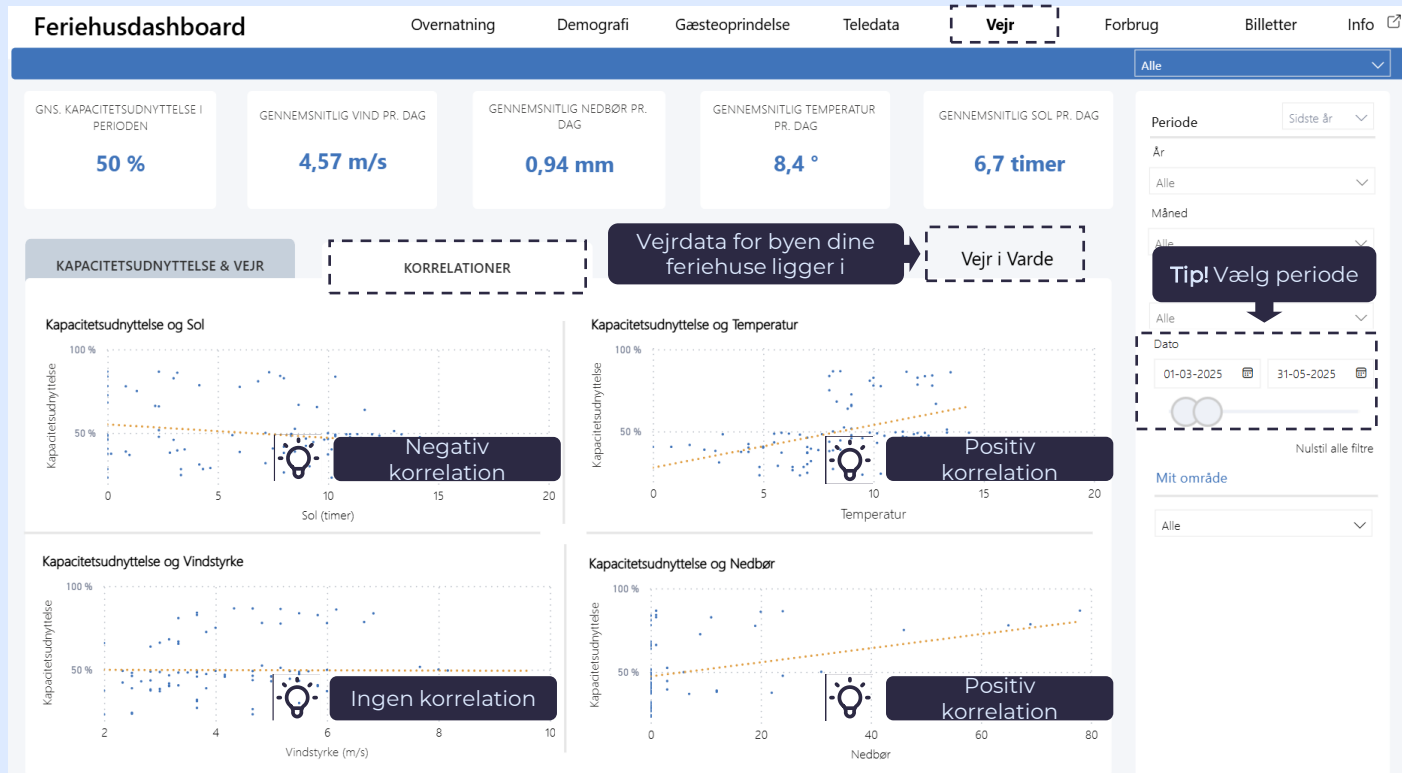 Feriehusdashboard
Overnatning
Demografi
Gæsteoprindelse
Teledata
Vejr
Forbrug
Billetter
Info
Alle
GNS. KAPACITETSUDNYTTELSE I
PERIODEN
50 %
GENNEMSNITLIG VIND PR. DAG
4,57 m/s
GENNEMSNITLIG NEDBØR PR.
DAG
0,94 mm
GENNEMSNITLIG TEMPERATUR
PR. DAG
8,4 °
GENNEMSNITLIG SOL PR. DAG
6,7 timer
KAPACITETSUDNYTTELSE & VEJR
KORRELATIONER
Vejrdata for byen dine
feriehuse ligger i
Vejr i Varde
Kapacitetsudnyttelse og Sol
Kapacitetsudnyttelse
100 %
50 %
Negativ
korrelation
0
5
10
15
20
Sol (timer)
Kapacitetsudnyttelse og Temperatur
Kapacitetsudnyttelse
100 %
50 %
Positiv
korrelation
0
5
10
15
20
Temperatur
Kapacitetsudnyttelse og Vindstyrke
Kapacitetsudnyttelse
100 %
50 %
Ingen korrelation
2
4
6
8
10
Vindstyrke (m/s)
Kapacitetsudnyttelse og Nedbør
Kapacitetsudnyttelse
100 %
50 %
Positiv
korrelation
0
20
40
60
80
Nedbør
Periode
Sidste år
År
Alle
Måned
Alle
Tip! Vælg periode
Alle
Dato
01-03-2025
31-05-2025
Nulstil alle filtre
Mit område
Alle